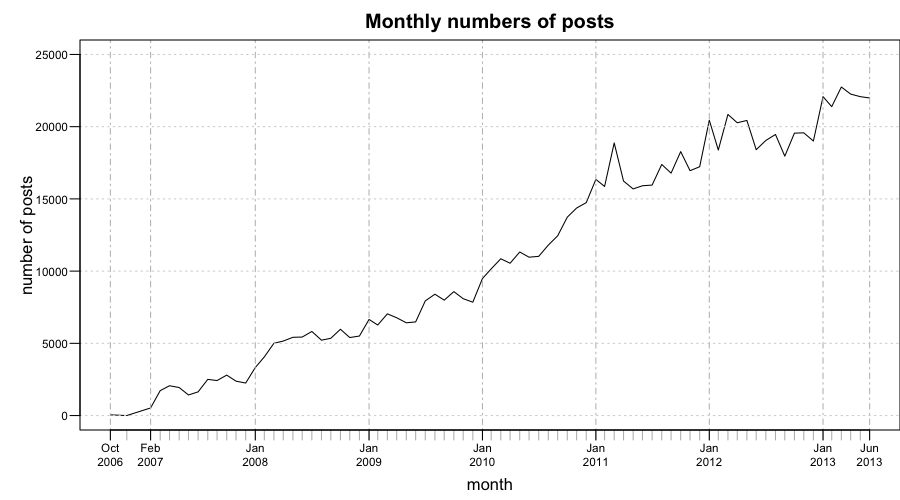 Monthly numbers of posts
number of posts
25000
20000
15000
10000
5000
0
Oct Feb Jan Jan Jan Jan Jan Jan Jun
2006 2007 2008 2009 2010 2011 2012 2013 2013
month